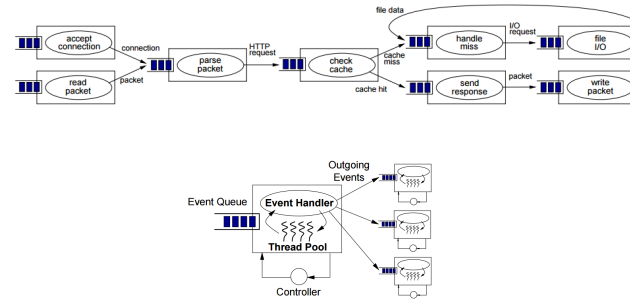 file data
accept
connection
connection
read
packet
packet
parse
packet
HTTP
request
check
cache
cache
miss
cache hit
handle
miss
I/O
request
file
I/O
send
response
packet
write
packet
Outgoing
Events
Event Queue
Event Handler
Thread Pool
Controller